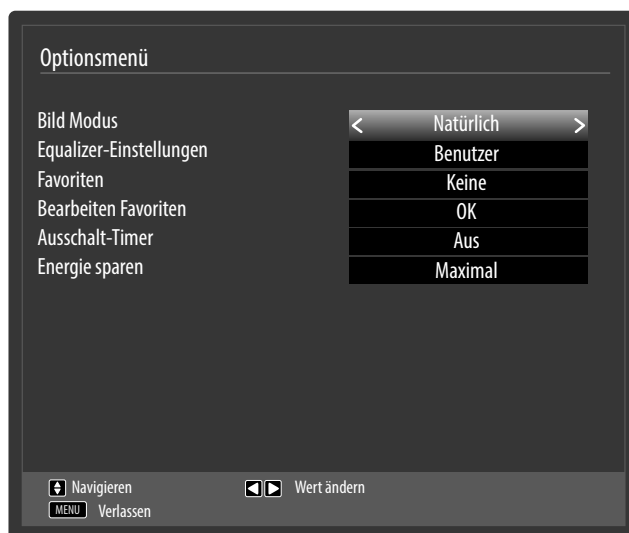 Optionsmenü
Bild Modus < Natürlich >
Equalizer-Einstellungen Benutzer
Favoriten Keine
Bearbeiten Favoriten OK
Ausschalt-Timer Aus
Energie sparen Maximal
Navigieren Wert ändern
MENU Verlassen